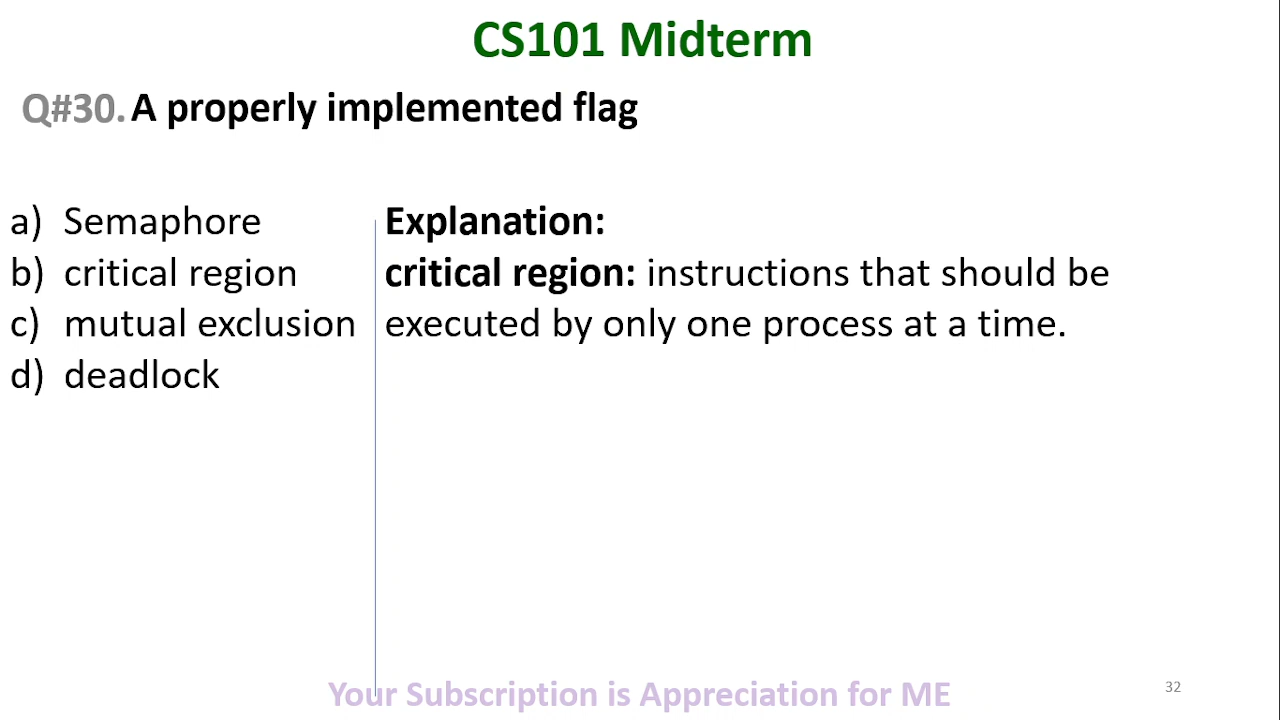 CS101 Midterm
Q#30. A properly implemented flag
a) Semaphore
b) critical region
c) mutual exclusion
d) deadlock
Explanation:
critical region: instructions that should be
executed by only one process at a time.
Your Subscription is Appreciation for ME
32